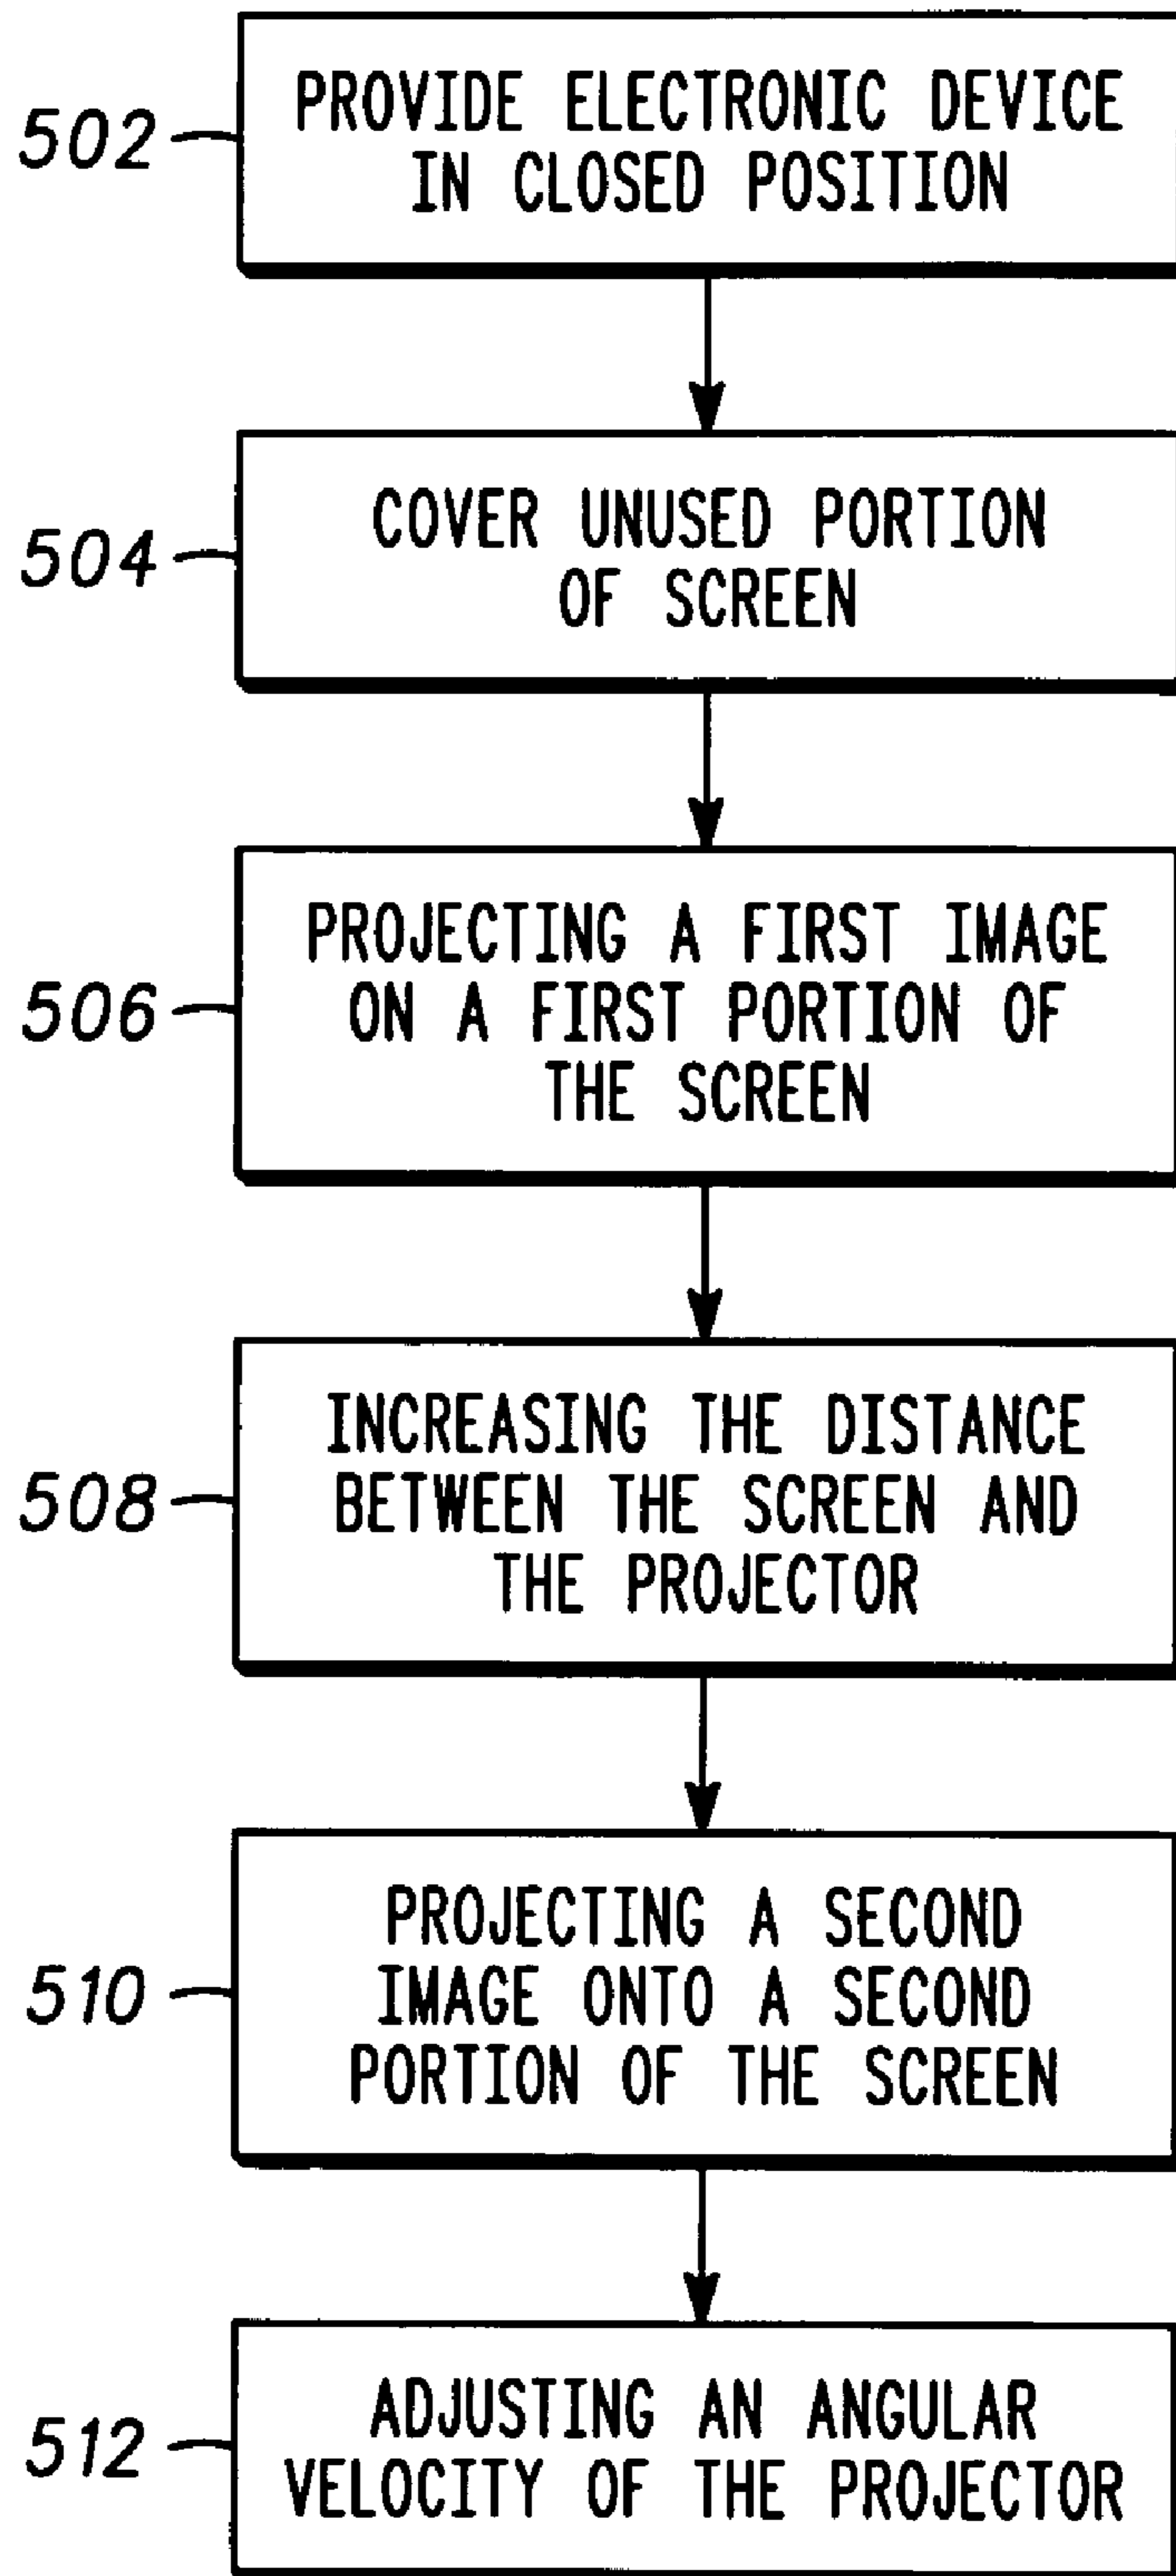 502
PROVIDE ELECTRONIC DEVICE
IN CLOSED POSITION
504
COVER UNUSED PORTION
OF SCREEN
506
PROJECTING A FIRST IMAGE
ON A FIRST PORTION OF
THE SCREEN
508
INCREASING THE DISTANCE
BETWEEN THE SCREEN AND
THE PROJECTOR
510
PROJECTING A SECOND
IMAGE ONTO A SECOND
PORTION OF THE SCREEN
512
ADJUSTING AN ANGULAR
VELOCITY OF THE PROJECTOR